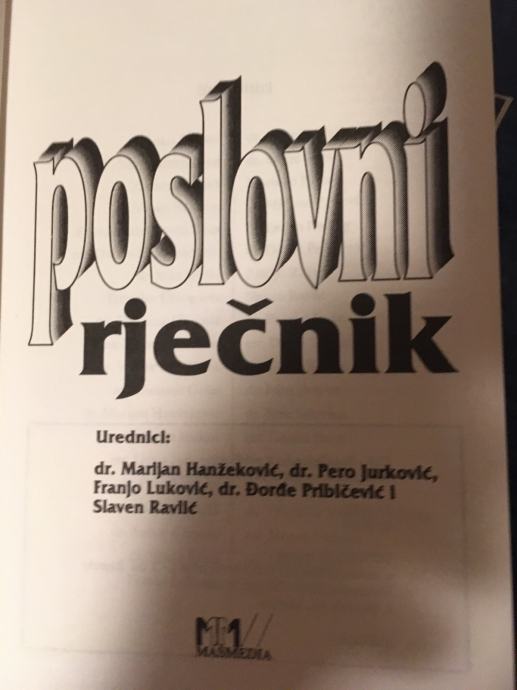 poslovni
rječnik
Urednici:
dr. Marijan Hanžeković, dr. Pero Jurković,
Franjo Luković, dr. Đorđe Pribičević i
Slaven Ravlić
MASMEDIA